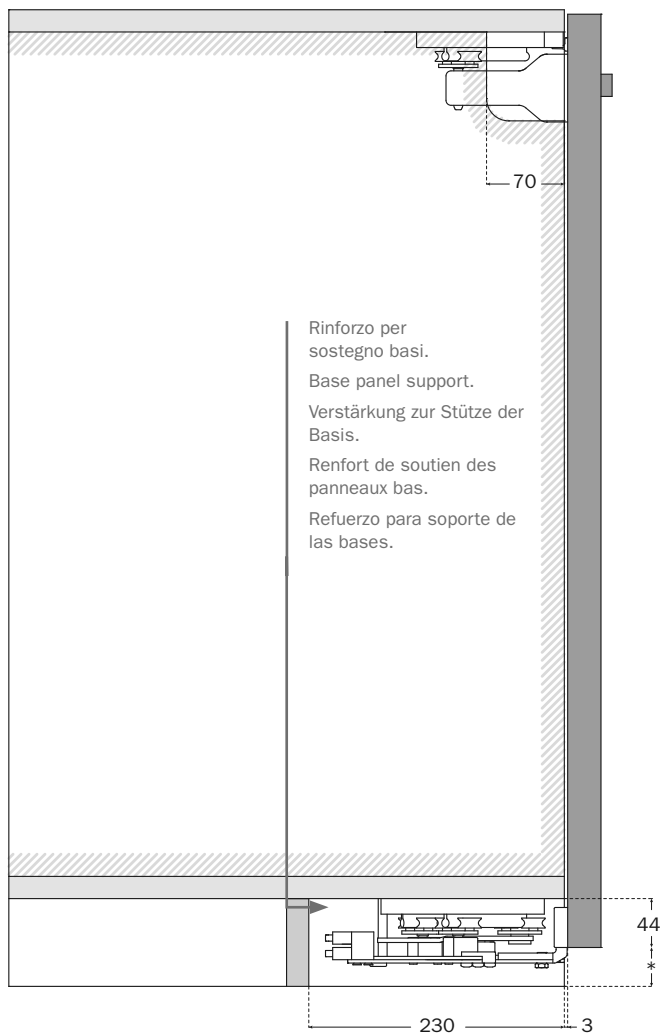 70
Rinforzo per
sostegno basi.
Base panel support.
Verstärkung zur Stütze der
Basis.
Renfort de soutien des
panneaux bas.
Refuerzo para soporte de
las bases.
44
*
230
3